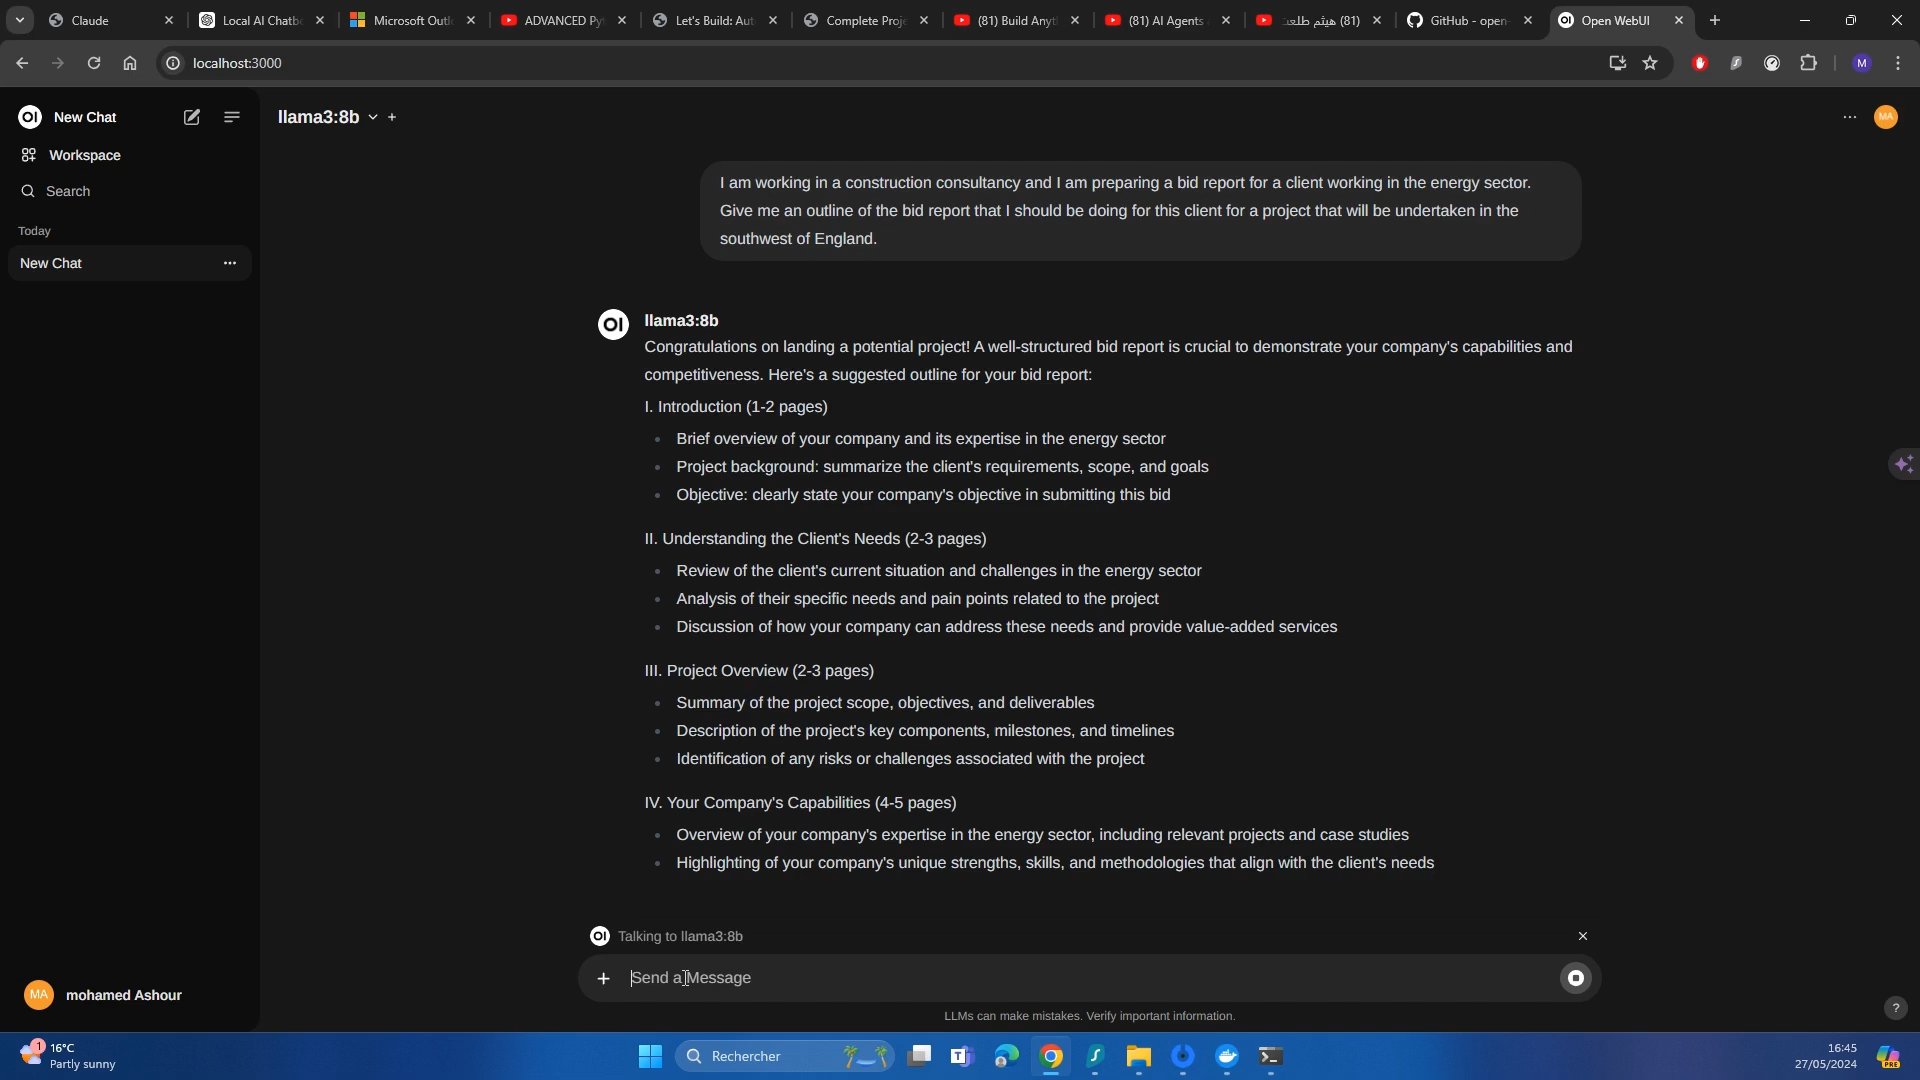 Claude
Local AI Chatb
Microsoft Outl
ADVANCED Py
Let's Build: Aut
Complete Proje
(81) Build Anyt
(81) AI Agents
(81) هيثم طلعت
GitHub - open-
Open WebUI
localhost:3000
M
OI New Chat
Workspace
Search
Today
New Chat
llama3:8b
MA
I am working in a construction consultancy and I am preparing a bid report for a client working in the energy sector.
Give me an outline of the bid report that I should be doing for this client for a project that will be undertaken in the
southwest of England.
OI llama3:8b
Congratulations on landing a potential project! A well-structured bid report is crucial to demonstrate your company's capabilities and
competitiveness. Here's a suggested outline for your bid report:
I. Introduction (1-2 pages)
Brief overview of your company and its expertise in the energy sector
Project background: summarize the client's requirements, scope, and goals
Objective: clearly state your company's objective in submitting this bid
II. Understanding the Client's Needs (2-3 pages)
Review of the client's current situation and challenges in the energy sector
Analysis of their specific needs and pain points related to the project
Discussion of how your company can address these needs and provide value-added services
III. Project Overview (2-3 pages)
Summary of the project scope, objectives, and deliverables
Description of the project's key components, milestones, and timelines
Identification of any risks or challenges associated with the project
IV. Your Company's Capabilities (4-5 pages)
Overview of your company's expertise in the energy sector, including relevant projects and case studies
Highlighting of your company's unique strengths, skills, and methodologies that align with the client's needs
OI Talking to llama3:8b
Send a Message
LLMs can make mistakes. Verify important information.
MA mohamed Ashour
?
1 16°C
Partly sunny
Rechercher
16:45
27/05/2024
PRE